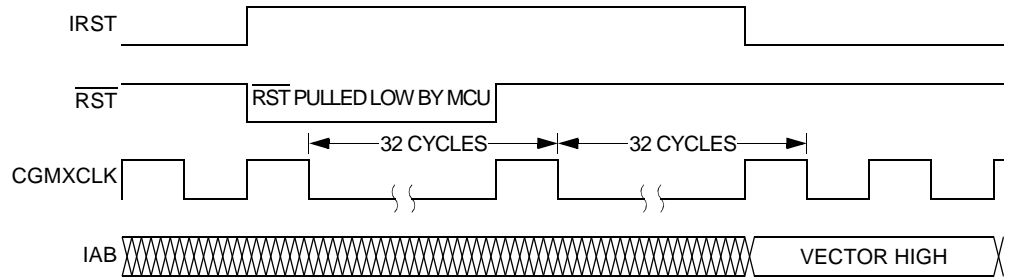 IRST
RST
RST PULLED LOW BY MCU
32 CYCLES
32 CYCLES
CGMXCLK
IAB
VECTOR HIGH